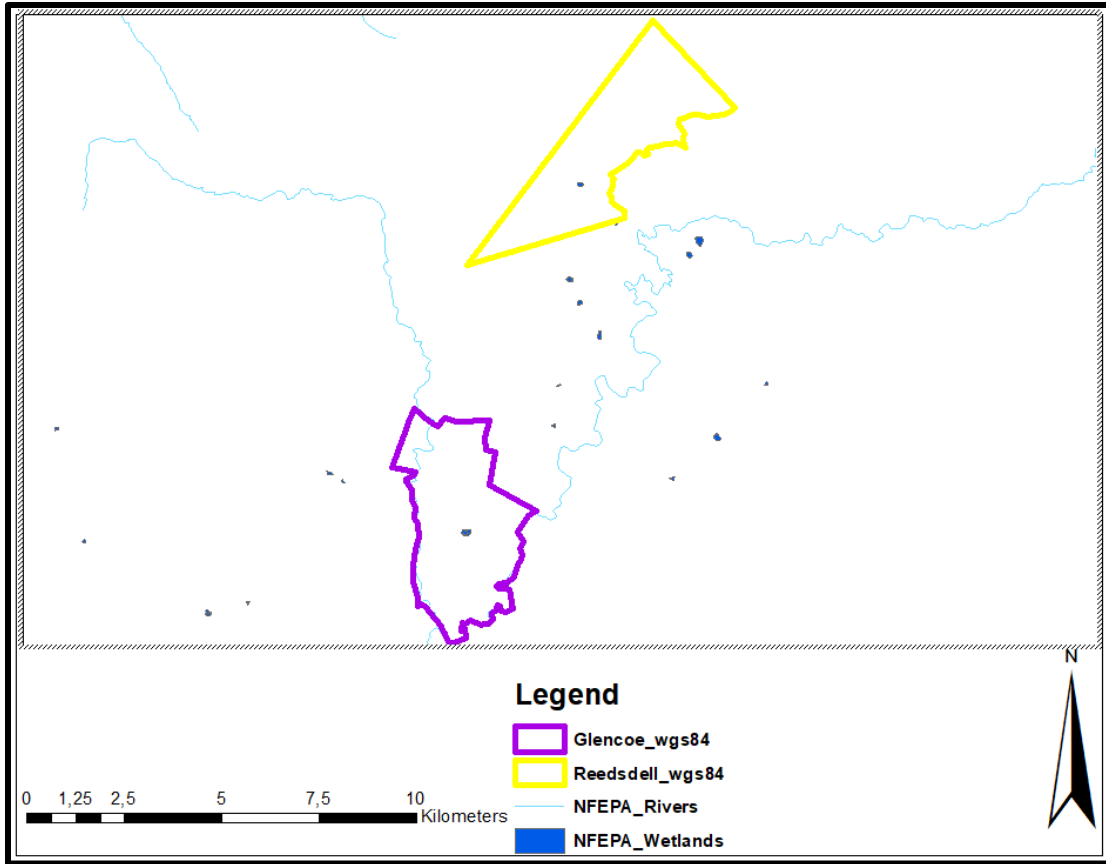 N
Legend
Glencoe_wgs84
Reedsdell_wgs84
NFEPA_Rivers
NFEPA_Wetlands
0 1,25 2,5 5 7,5 10
Kilometers